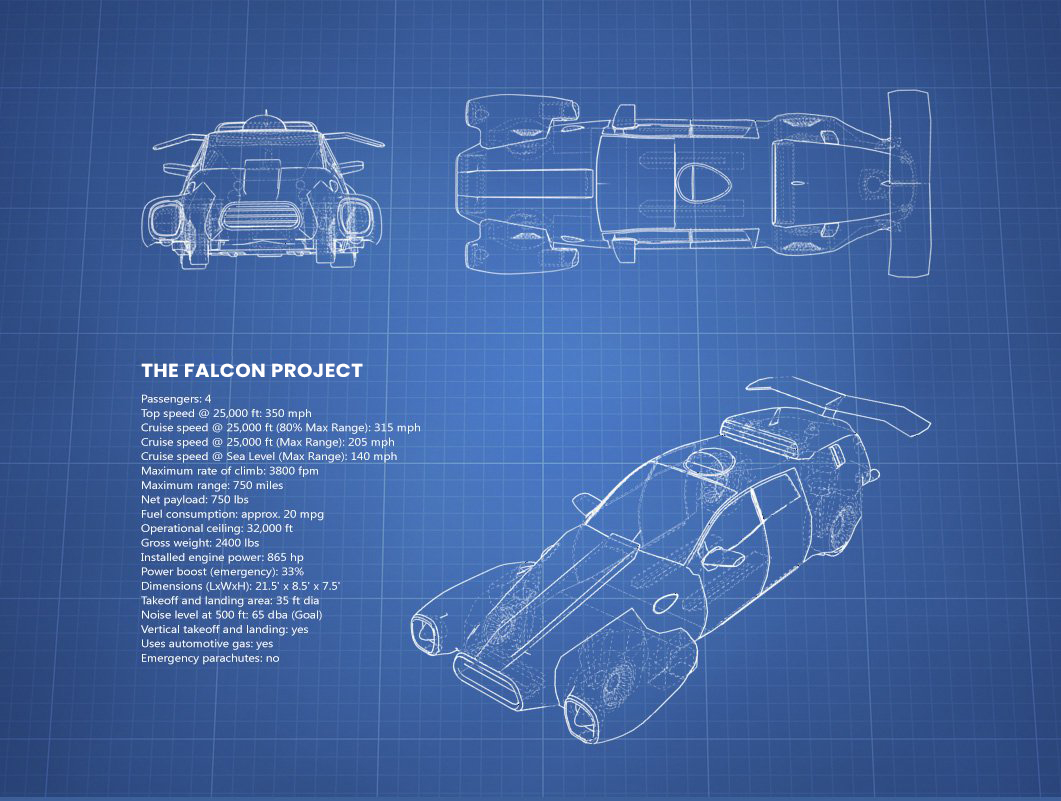 THE FALCON PROJECT
Passengers: 4
Top speed @ 25,000 ft: 350 mph
Cruise speed @ 25,000 ft (80% Max Range): 315 mph
Cruise speed @ 25,000 ft (Max Range): 205 mph
Cruise speed @ Sea Level (Max Range): 140 mph
Maximum rate of climb: 3800 fpm
Maximum range: 750 miles
Net payload: 750 lbs
Fuel consumption: approx. 20 mpg
Operational ceiling: 32,000 ft
Gross weight: 2400 lbs
Installed engine power: 865 hp
Power boost (emergency): 33%
Dimensions (LxWxH): 21.5' x 8.5' x 7.5'
Takeoff and landing area: 35 ft dia
Noise level at 500 ft: 65 dba (Goal)
Vertical takeoff and landing: yes
Uses automotive gas: yes
Emergency parachutes: no